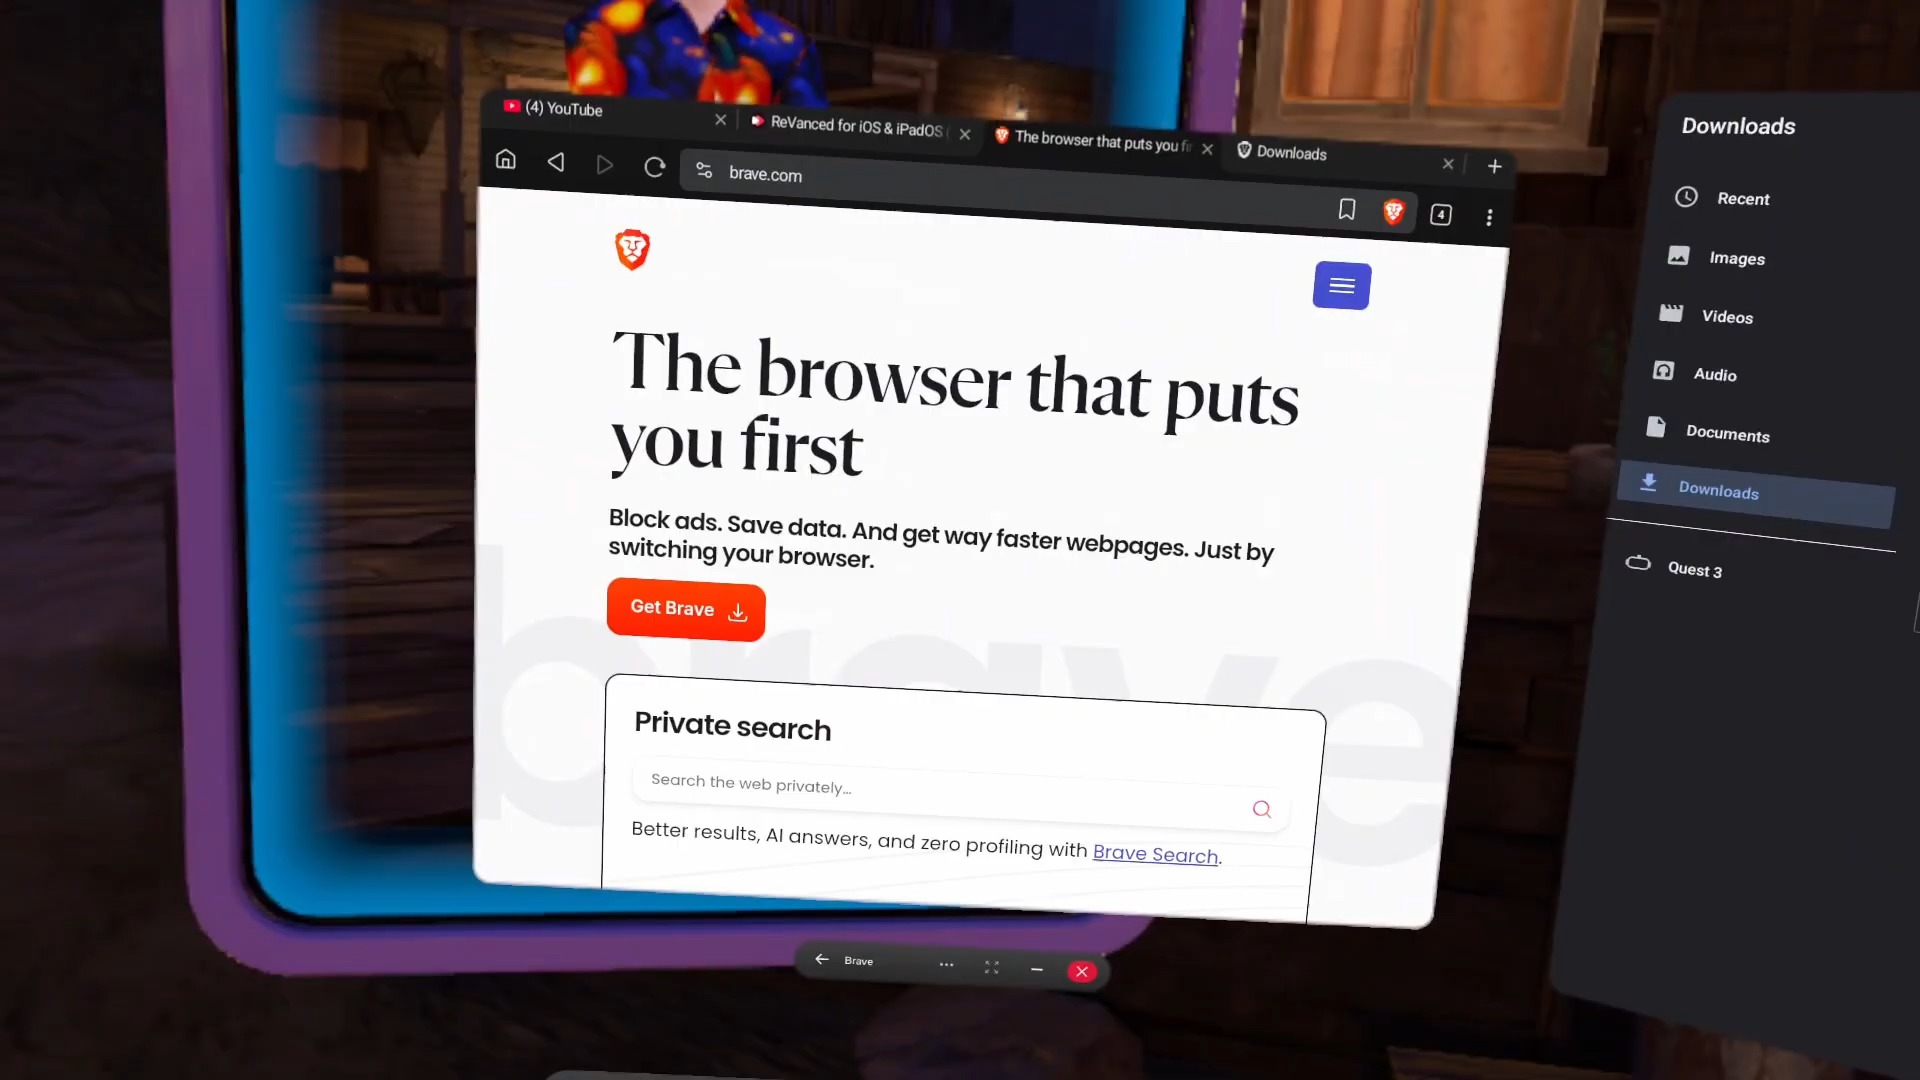 (4) YouTube
ReVanced for iOS & iPadOS
The browser that puts you fi
Downloads
brave.com
4
The browser that puts
you first
Block ads. Save data. And get way faster webpages. Just by
switching your browser.
Get Brave
brave
Private search
Search the web privately...
Better results, AI answers, and zero profiling with Brave Search.
Brave
Downloads
Recent
Images
Videos
Audio
Documents
Downloads
Quest 3